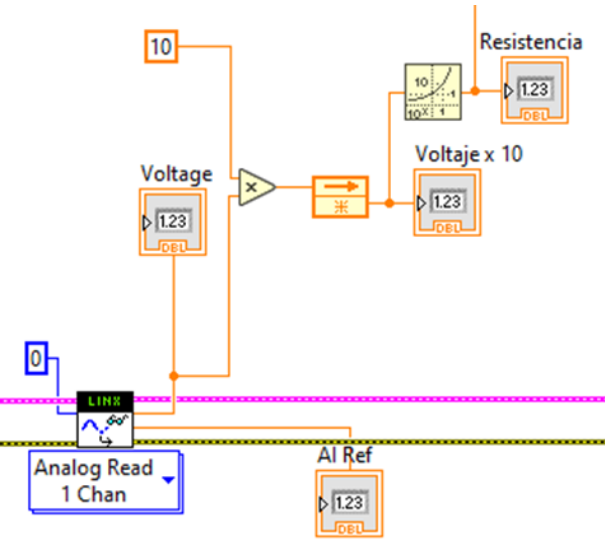 Resistencia
10
10
-1
10ˣ 1
1.23
DBL
Voltaje x 10
Voltage
1.23
DBL
1.23
DBL
0
LINX
Analog Read
1 Chan
AI Ref
1.23
DBL